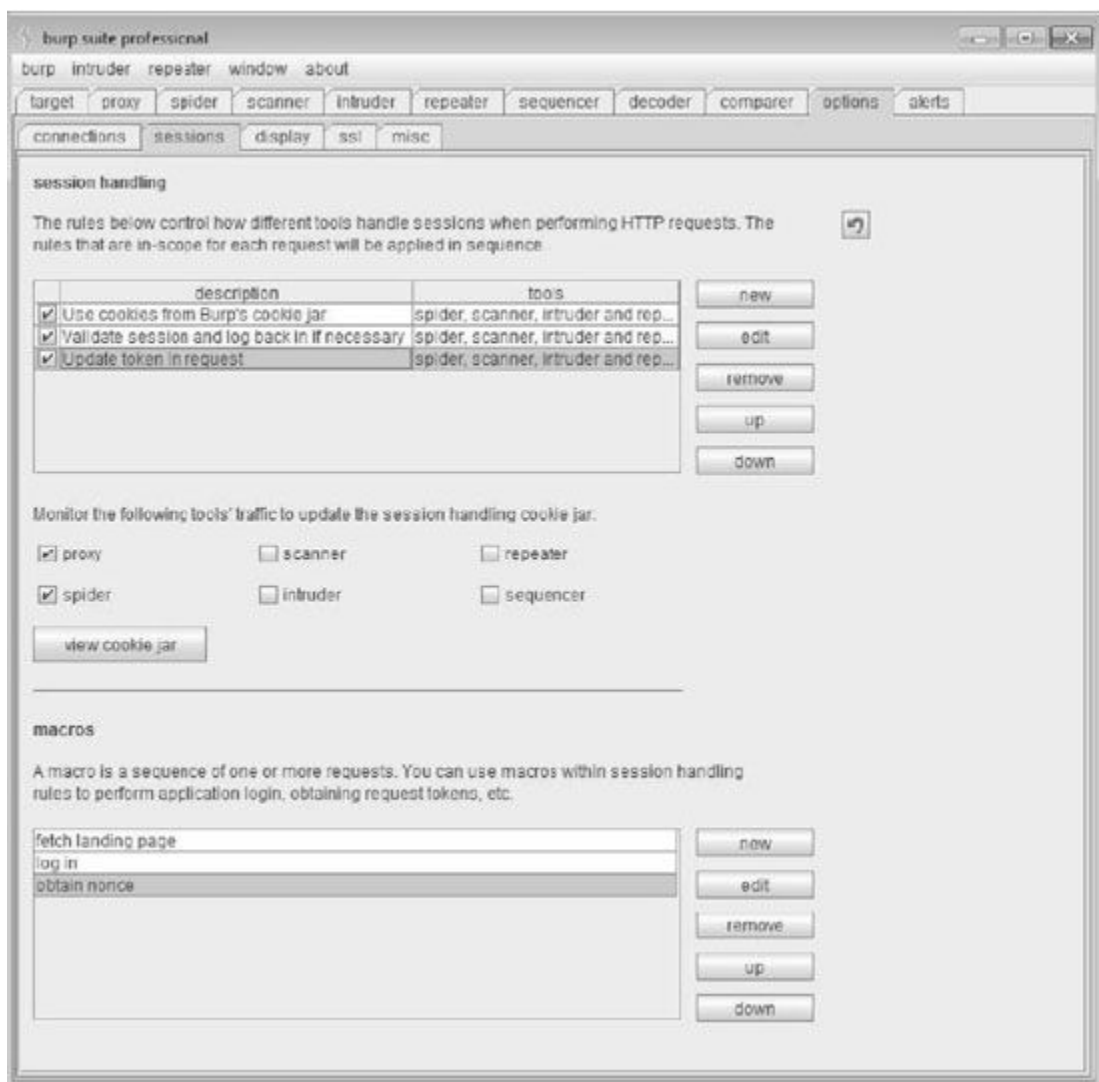 burp suite professional
burp intruder repeater window about
target proxy spider scanner intruder repeater sequencer decoder comparer options alerts
connections sessions display ssl misc
session handling
The rules below control how different tools handle sessions when performing HTTP requests. The
rules that are in-scope for each request will be applied in sequence.
description tools
Use cookies from Burp's cookie jar spider, scanner, intruder and rep...
Validate session and log back in if necessary spider, scanner, intruder and rep...
Update token in request spider, scanner, intruder and rep...
new
edit
remove
up
down
Monitor the following tools' traffic to update the session handling cookie jar:
proxy scanner repeater
spider intruder sequencer
view cookie jar
macros
A macro is a sequence of one or more requests. You can use macros within session handling
rules to perform application login, obtaining request tokens, etc.
fetch landing page
log in
obtain nonce
new
edit
remove
up
down